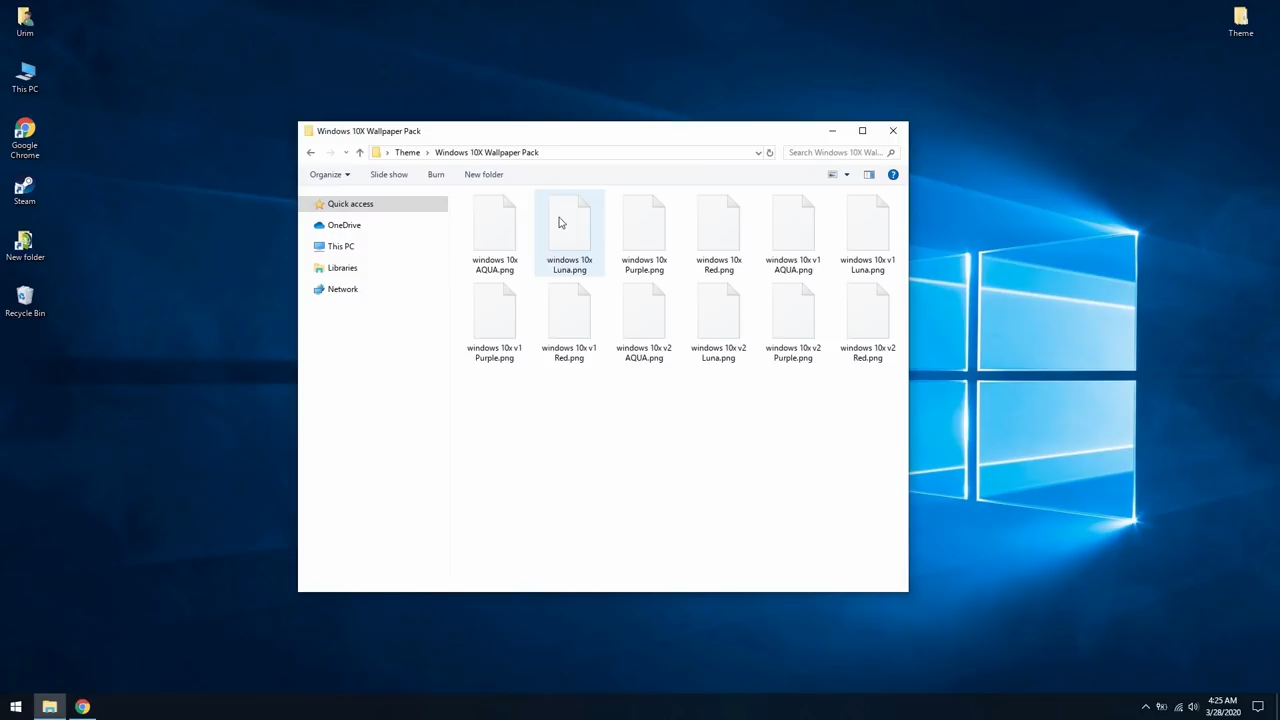 Urim
This PC
Google
Chrome
Steam
New folder
Recycle Bin
Theme
Windows 10X Wallpaper Pack
Theme
Windows 10X Wallpaper Pack
Search Windows 10X Wal...
Organize
Slide show
Burn
New folder
?
Quick access
OneDrive
This PC
Libraries
Network
windows 10x
AQUA.png
windows 10x
Luna.png
windows 10x
Purple.png
windows 10x
Red.png
windows 10x v1
AQUA.png
windows 10x v1
Luna.png
windows 10x v1
Purple.png
windows 10x v1
Red.png
windows 10x v2
AQUA.png
windows 10x v2
Luna.png
windows 10x v2
Purple.png
windows 10x v2
Red.png
4:25 AM
3/28/2020